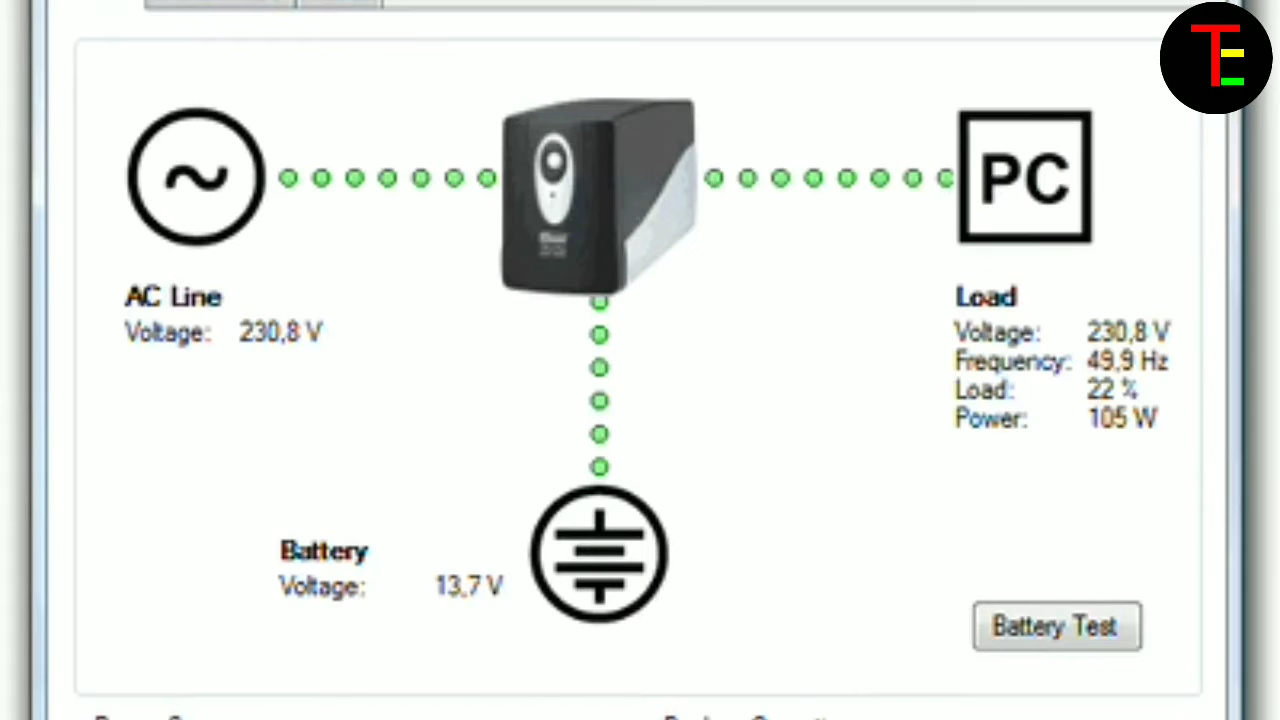 TE
~
PC
AC Line
Voltage: 230,8 V
Load
Voltage: 230,8 V
Frequency: 49,9 Hz
Load: 22 %
Power: 105 W
Battery
Voltage: 13,7 V
Battery Test